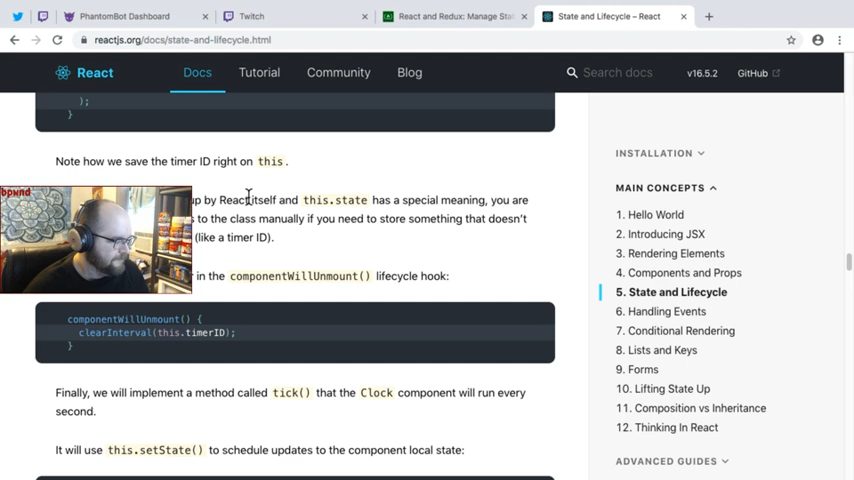 PhantomBot Dashboard
Twitch
React and Redux: Manage Sta
State and Lifecycle – React
reactjs.org/docs/state-and-lifecycle.html
React
Docs
Tutorial
Community
Blog
Search docs
v16.5.2
GitHub
);
}
Note how we save the timer ID right on this.
bpwnd
up by React itself and this.state has a special meaning, you are
s to the class manually if you need to store something that doesn't
(like a timer ID).
in the componentWillUnmount() lifecycle hook:
componentWillUnmount() {
clearInterval(this.timerID);
}
Finally, we will implement a method called tick() that the Clock component will run every
second.
It will use this.setState() to schedule updates to the component local state:
INSTALLATION
MAIN CONCEPTS
1. Hello World
2. Introducing JSX
3. Rendering Elements
4. Components and Props
5. State and Lifecycle
6. Handling Events
7. Conditional Rendering
8. Lists and Keys
9. Forms
10. Lifting State Up
11. Composition vs Inheritance
12. Thinking In React
ADVANCED GUIDES